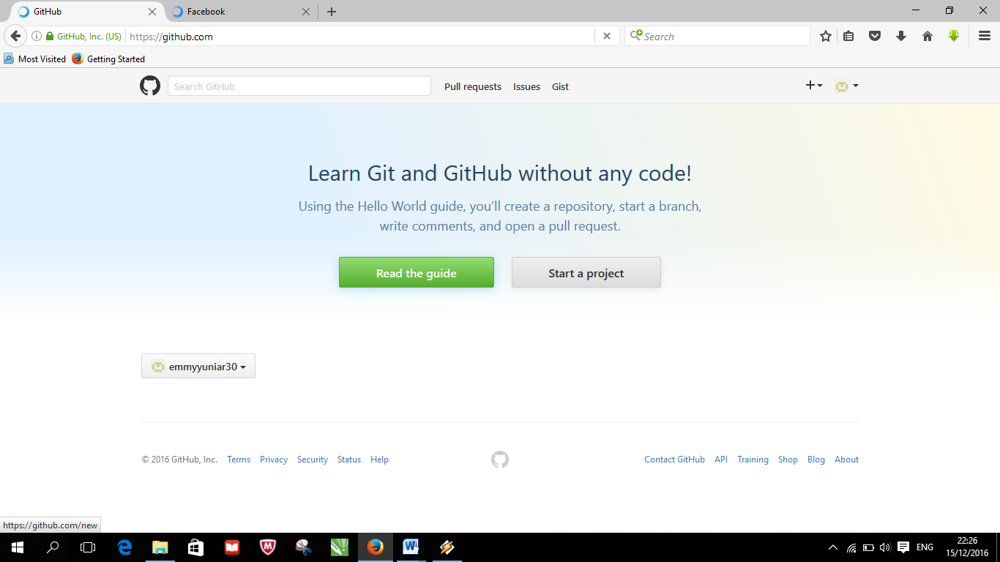 GitHub
Facebook
GitHub, Inc. (US)
https://github.com
Search
Most Visited
Getting Started
Search GitHub
Pull requests
Issues
Gist
Learn Git and GitHub without any code!
Using the Hello World guide, you’ll create a repository, start a branch,
write comments, and open a pull request.
Read the guide
Start a project
emmyyuniar30
© 2016 GitHub, Inc.
Terms
Privacy
Security
Status
Help
Contact GitHub
API
Training
Shop
Blog
About
https://github.com/new
ENG
22:26
15/12/2016